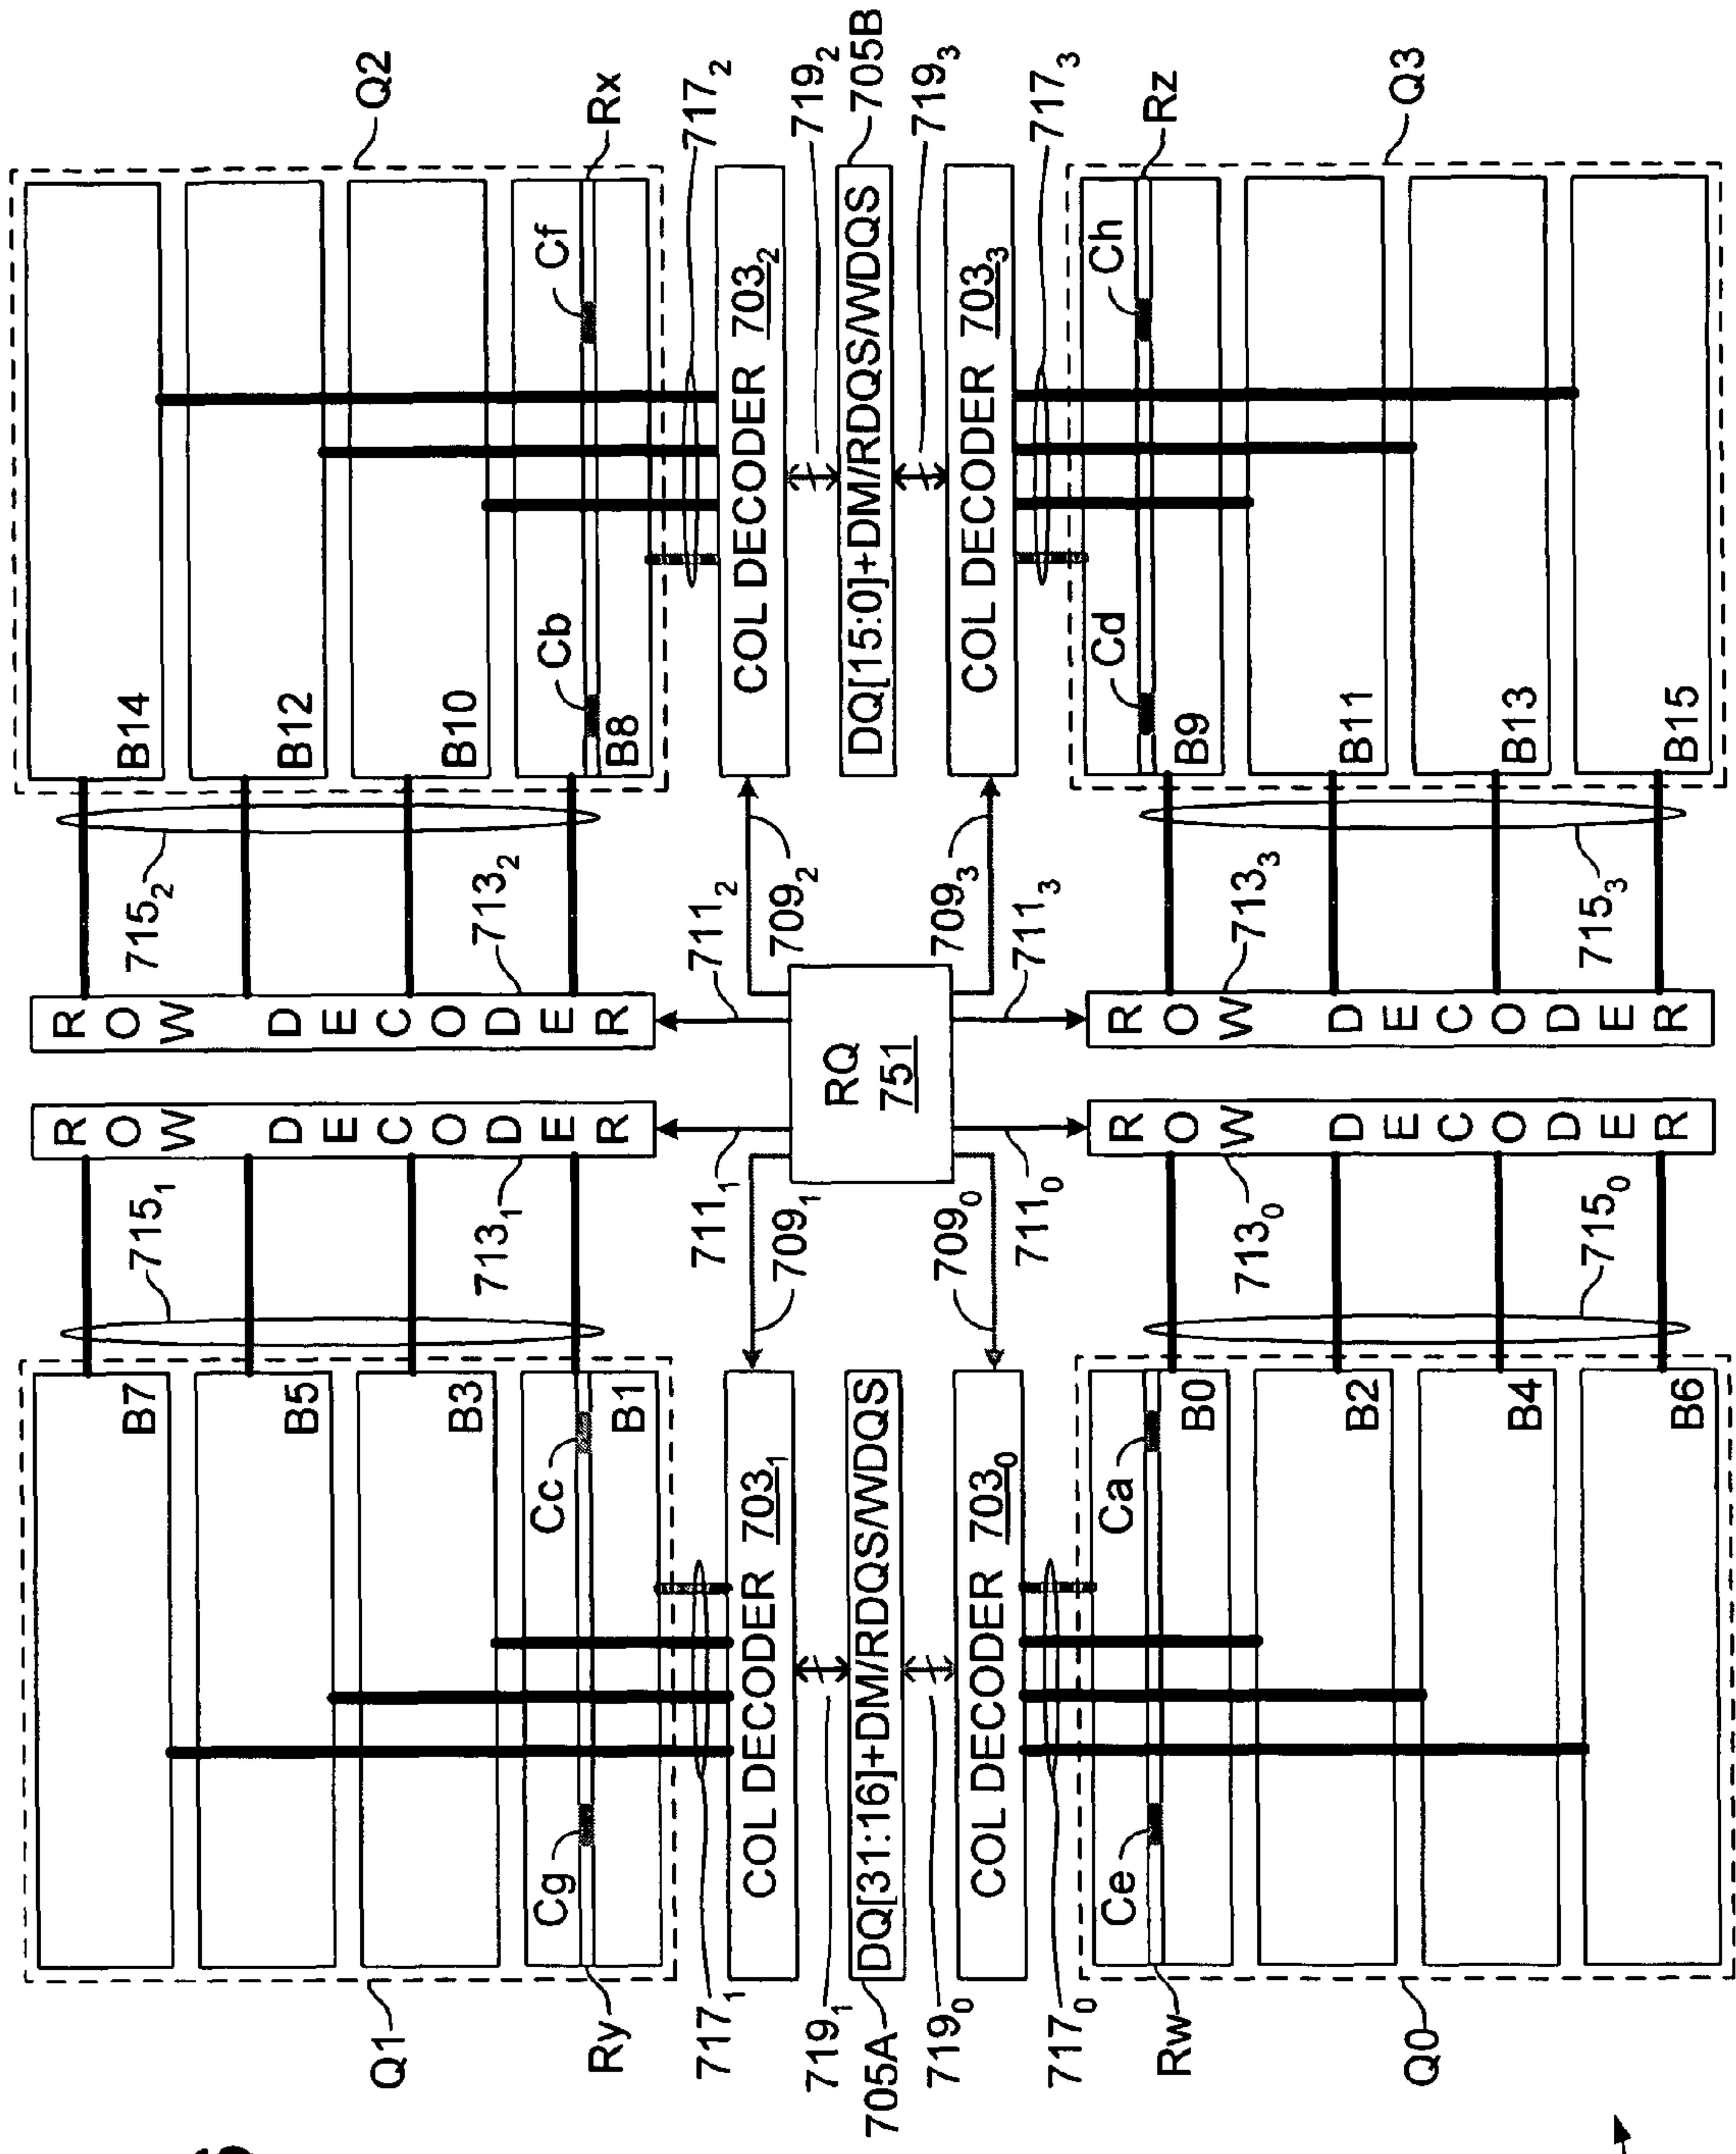 Q1
B7
B5
B3
Cg
Cc
B1
Ry
715₁
713₁
ROW DECODER
ROW DECODER
715₂
713₂
B14
B12
B10
Cb
Cf
B8
Q2
Rx
717₁
COL DECODER 703₁
719₁
711₁
709₁
711₂
709₂
COL DECODER 703₂
717₂
719₂
705A
DQ[31:16]+DM/RDQS/WDQS
RQ
751
DQ[15:0]+DM/RDQS/WDQS
705B
719₀
COL DECODER 703₀
717₀
709₀
711₀
709₃
711₃
COL DECODER 703₃
719₃
717₃
Rw
Ce
Ca
B0
B2
B4
B6
Q0
713₀
715₀
ROW DECODER
ROW DECODER
713₃
715₃
Cd
Ch
Rz
B9
B11
B13
B15
Q3